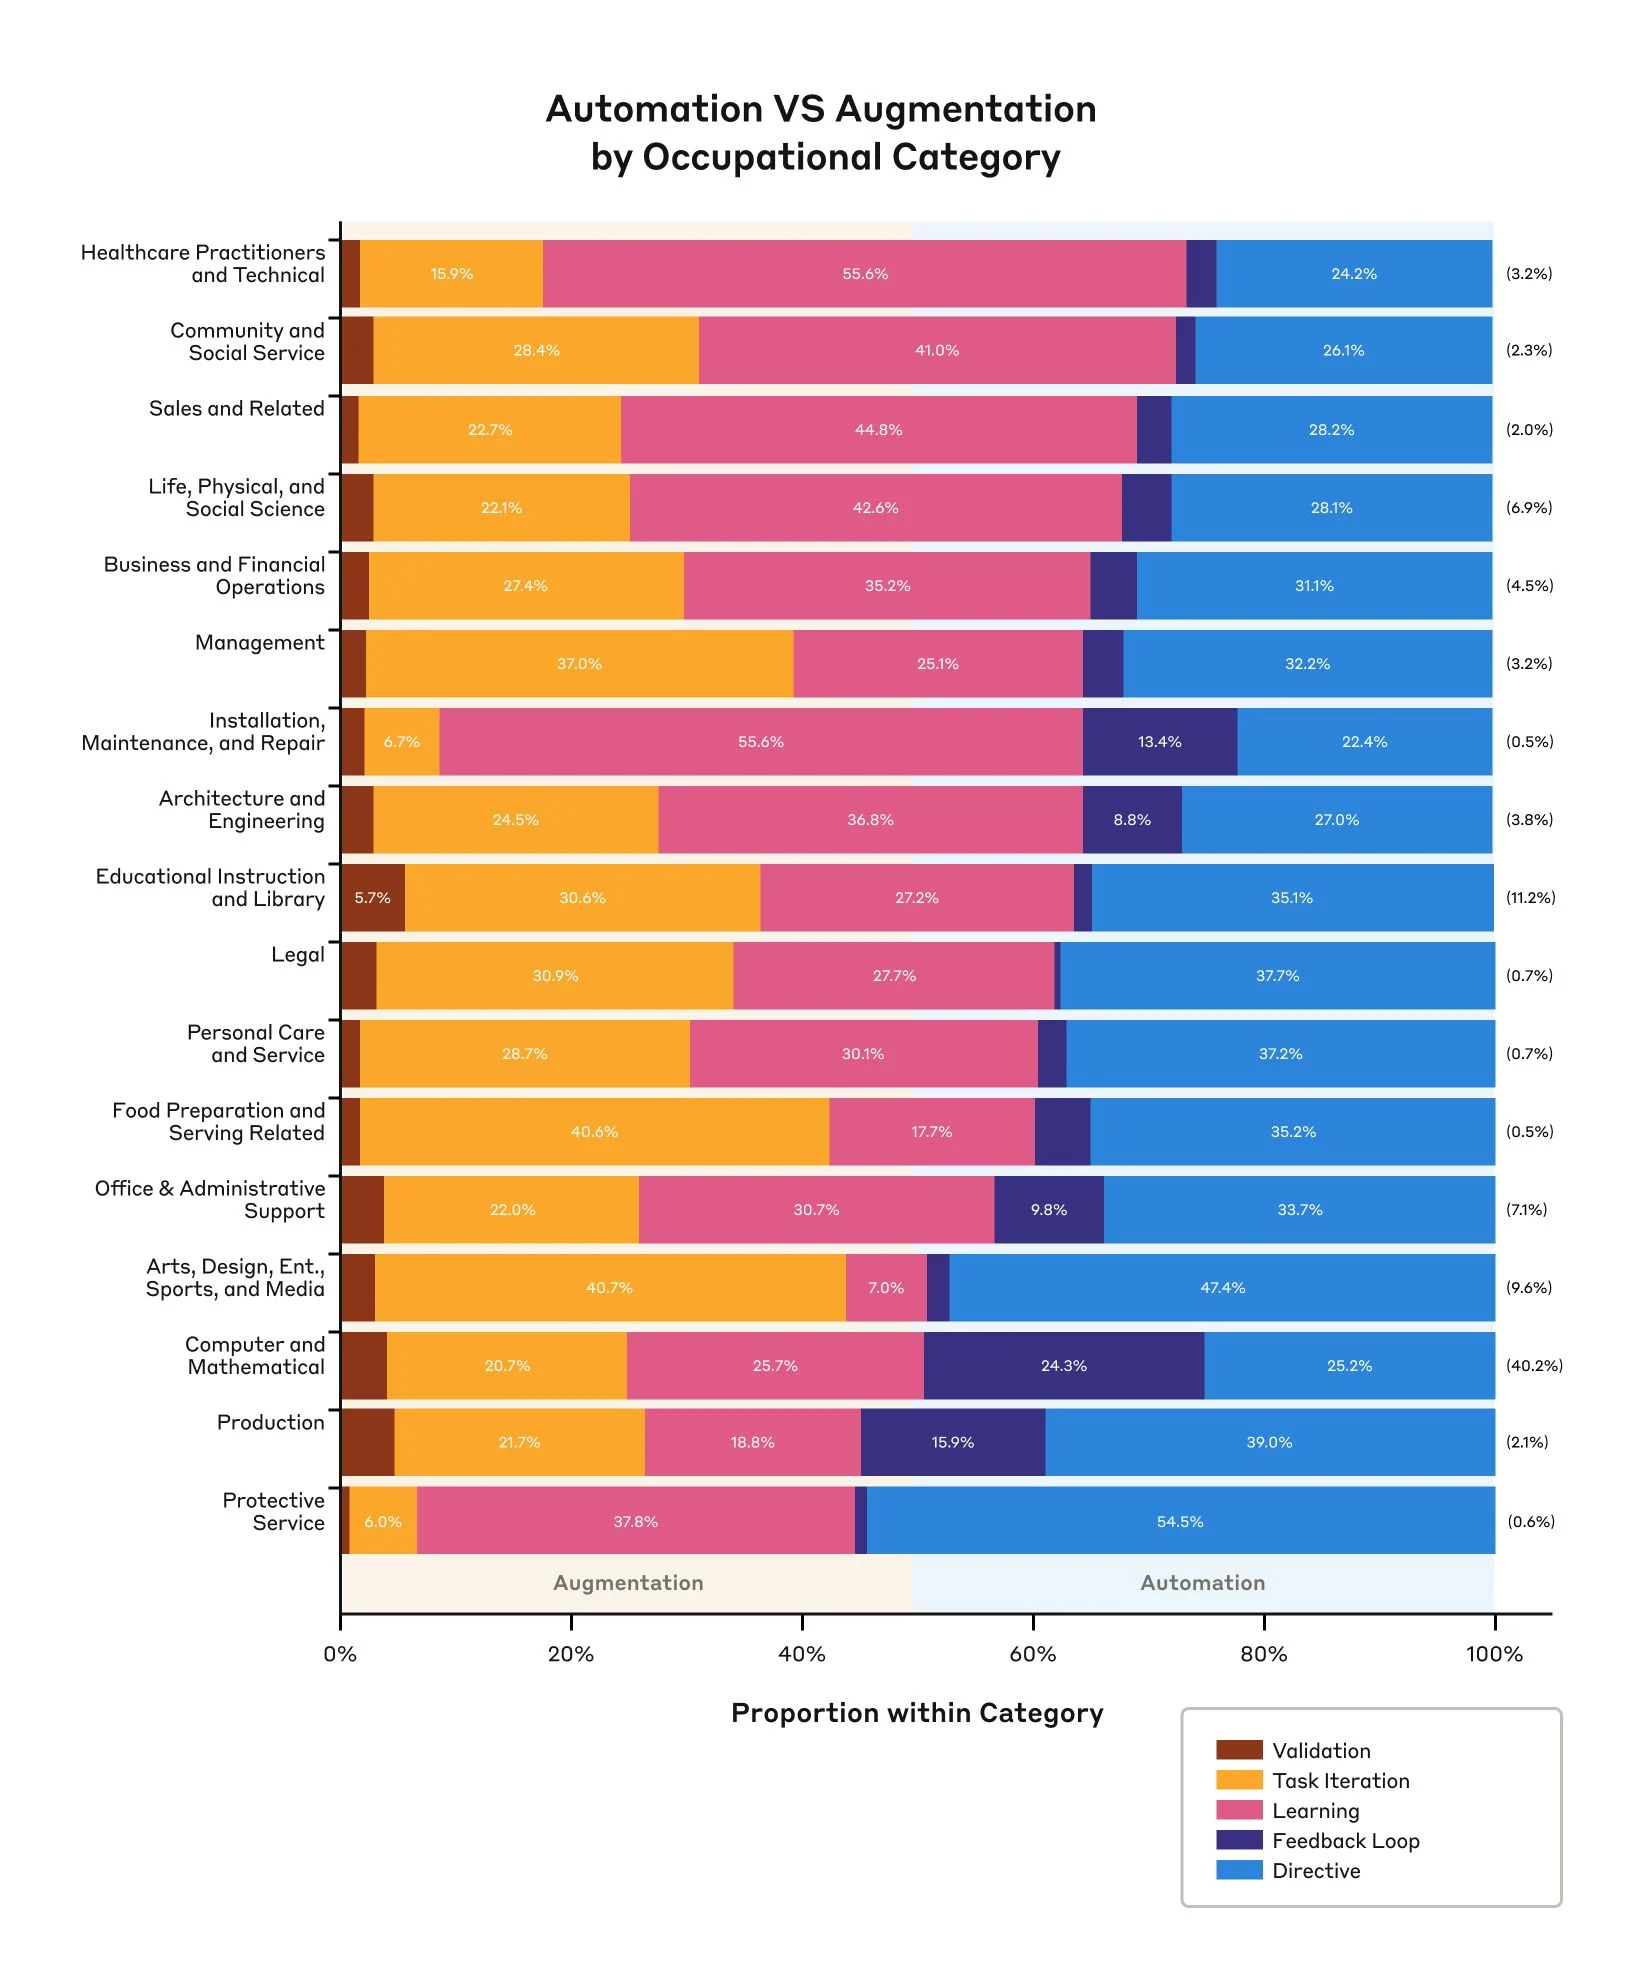 Automation VS Augmentation
by Occupational Category
Healthcare Practitioners
and Technical
15.9% 55.6% 24.2% (3.2%)
Community and
Social Service
28.4% 41.0% 26.1% (2.3%)
Sales and Related
22.7% 44.8% 28.2% (2.0%)
Life, Physical, and
Social Science
22.1% 42.6% 28.1% (6.9%)
Business and Financial
Operations
27.4% 35.2% 31.1% (4.5%)
Management
37.0% 25.1% 32.2% (3.2%)
Installation,
Maintenance, and Repair
6.7% 55.6% 13.4% 22.4% (0.5%)
Architecture and
Engineering
24.5% 36.8% 8.8% 27.0% (3.8%)
Educational Instruction
and Library
5.7% 30.6% 27.2% 35.1% (11.2%)
Legal
30.9% 27.7% 37.7% (0.7%)
Personal Care
and Service
28.7% 30.1% 37.2% (0.7%)
Food Preparation and
Serving Related
40.6% 17.7% 35.2% (0.5%)
Office & Administrative
Support
22.0% 30.7% 9.8% 33.7% (7.1%)
Arts, Design, Ent.,
Sports, and Media
40.7% 7.0% 47.4% (9.6%)
Computer and
Mathematical
20.7% 25.7% 24.3% 25.2% (40.2%)
Production
21.7% 18.8% 15.9% 39.0% (2.1%)
Protective
Service
6.0% 37.8% 54.5% (0.6%)
Augmentation Automation
0% 20% 40% 60% 80% 100%
Proportion within Category
Validation
Task Iteration
Learning
Feedback Loop
Directive